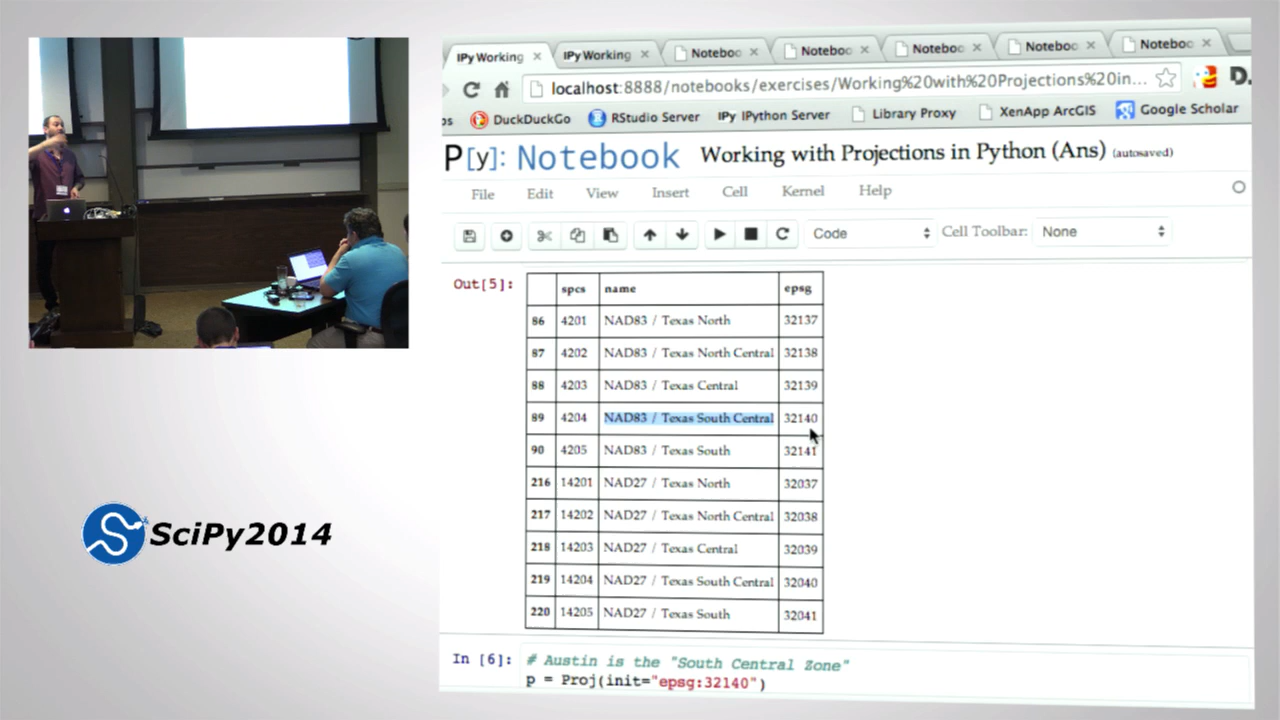 IPy Working × IPy Working × Noteboo × Noteboo × Noteboo × Noteboo × Noteboo ×
localhost:8888/notebooks/exercises/Working%20with%20Projections%20in... D.
os DuckDuckGo RStudio Server IPy IPython Server Library Proxy XenApp ArcGIS Google Scholar
P[y]: Notebook Working with Projections in Python (Ans) (autosaved)
File Edit View Insert Cell Kernel Help
Code Cell Toolbar: None
Out[5]:
spcs name epsg
86 4201 NAD83 / Texas North 32137
87 4202 NAD83 / Texas North Central 32138
88 4203 NAD83 / Texas Central 32139
89 4204 NAD83 / Texas South Central 32140
90 4205 NAD83 / Texas South 32141
216 14201 NAD27 / Texas North 32037
217 14202 NAD27 / Texas North Central 32038
218 14203 NAD27 / Texas Central 32039
219 14204 NAD27 / Texas South Central 32040
220 14205 NAD27 / Texas South 32041
In [6]: # Austin is the "South Central Zone"
p = Proj(init="epsg:32140")
SciPy2014